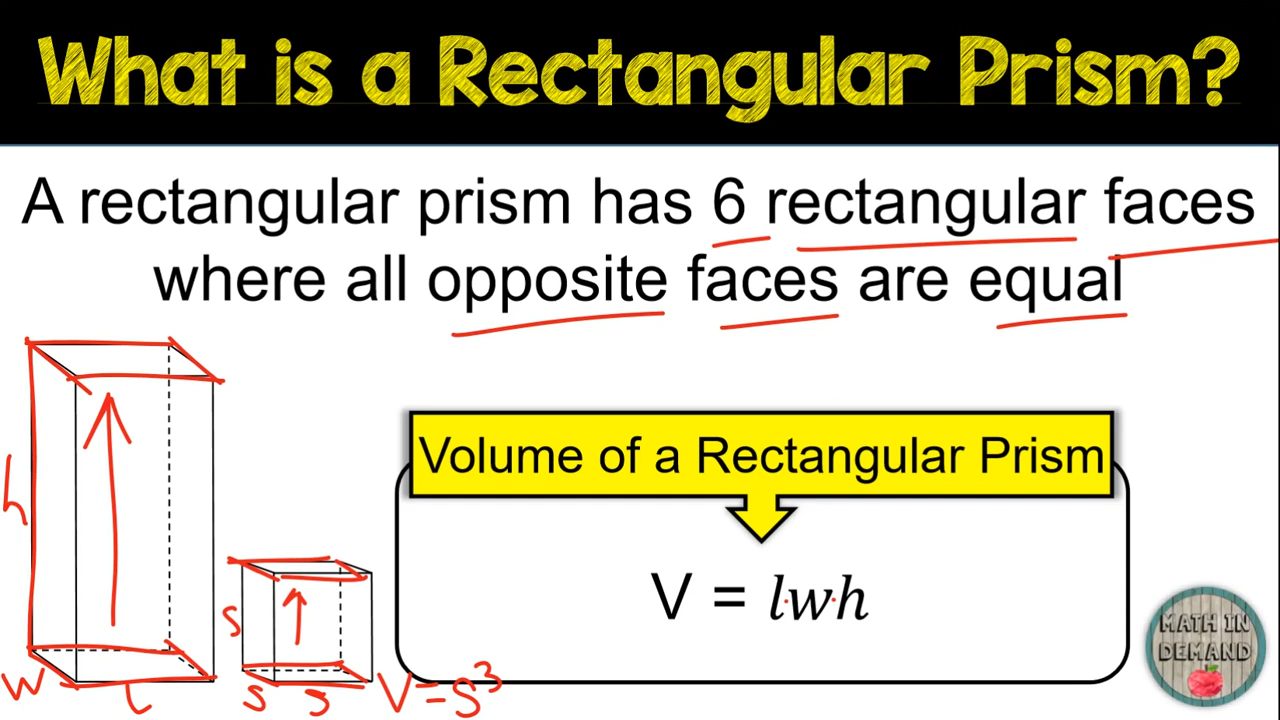 What is a Rectangular Prism?
A rectangular prism has 6 rectangular faces
where all opposite faces are equal
Volume of a Rectangular Prism
V = l·w·h
h
w
L
s
s
s
V=s³
MATH IN
DEMAND